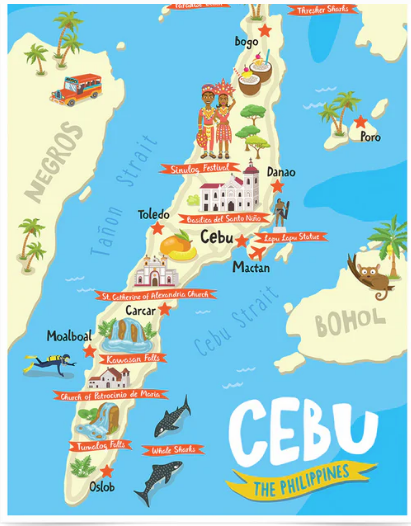 Thresher Sharks
Bogo
Poro
NEGROS
Tañon Strait
Sinulog Festival
Danao
Basilica del Santo Niño
Toledo
Cebu
Lapu Lapu Statue
Mactan
St. Catherine of Alexandria Church
Carcar
Cebu Strait
BOHOL
Moalboal
Kawasan Falls
Church of Patrocinio de Maria
Tumalog Falls
Whale Sharks
Oslob
CEBU
THE PHILIPPINES